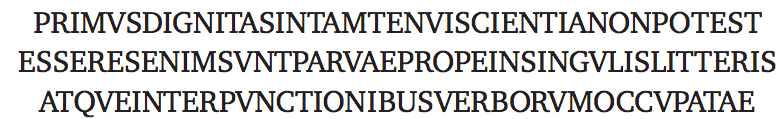 PRIMVSDIGNITASINTAMTENVISCIENTIANONPOTEST
ESSERESENIMSVNTPARVAEPROPEINSINGVLISLITTERIS
ATQVEINTERPVNCTIONIBUSVERBORVMOCCVPATAE